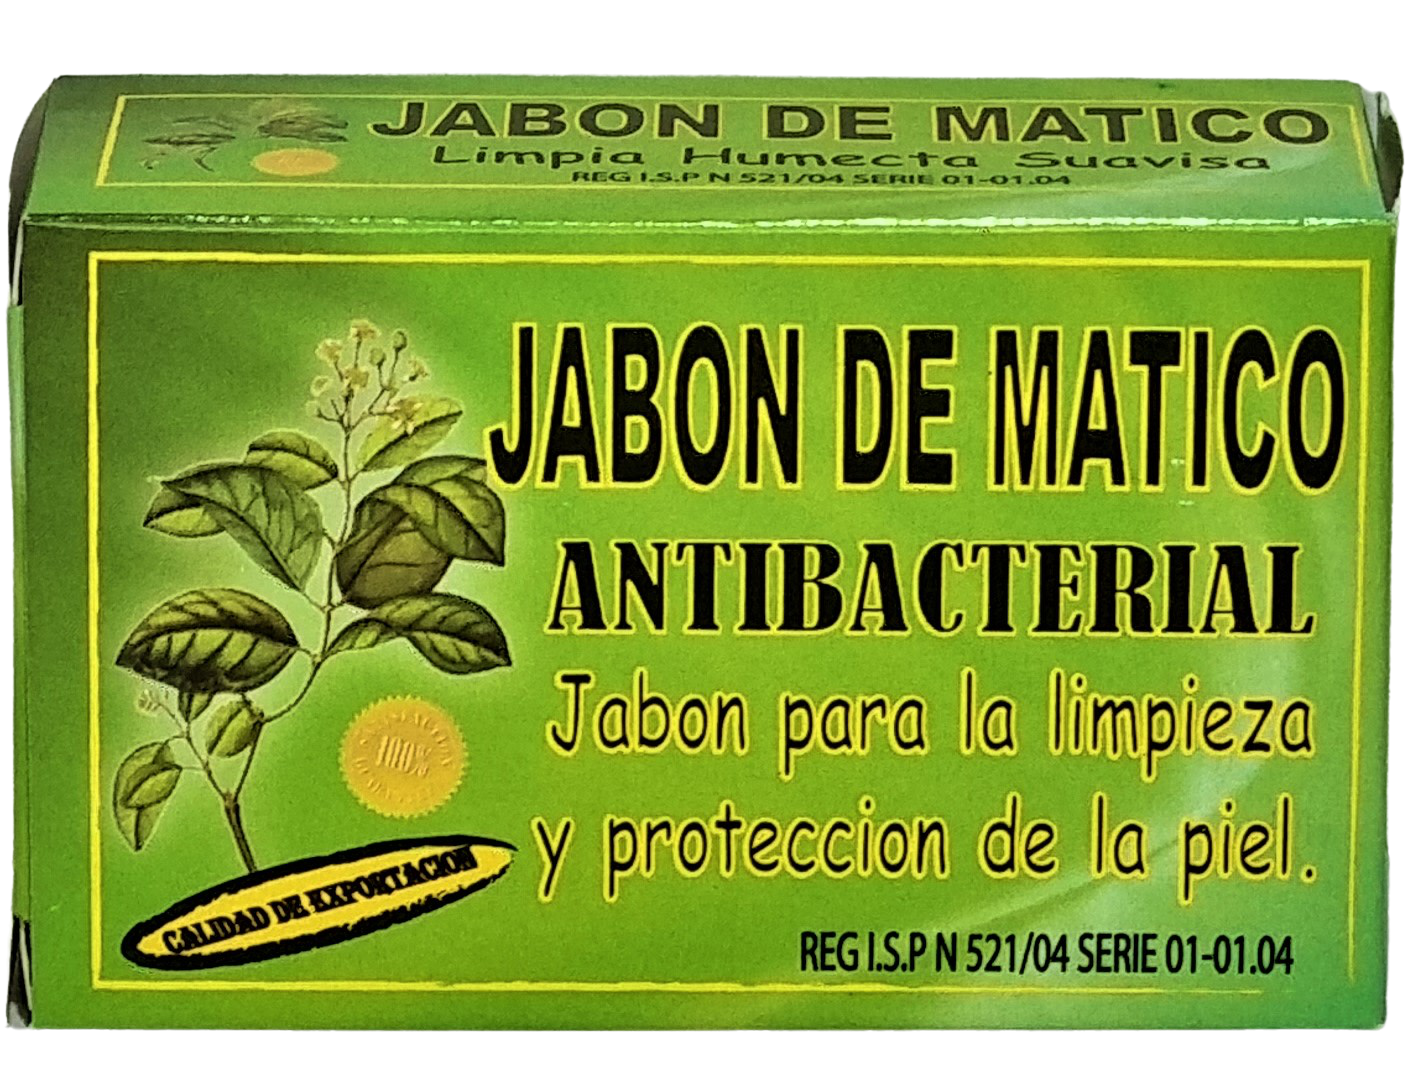 JABON DE MATICO
Limpia Humecta Suavisa
REG I.S.P N 521/04 SERIE 01-01.04
JABON DE MATICO
ANTIBACTERIAL
Jabon para la limpieza
y proteccion de la piel.
100%
CALIDAD DE EXPORTACION
REG I.S.P N 521/04 SERIE 01-01.04